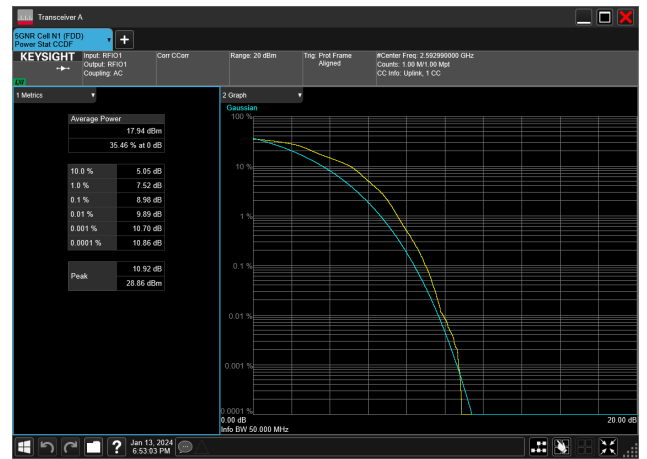 Transceiver A
5GNR Cell N1 (FDD)
Power Stat CCDF
KEYSIGHT
Input: RFIO1
Output: RFIO1
Coupling: AC
Corr CCorr
Range: 20 dBm
Trig: Prot Frame
Aligned
#Center Freq: 2.592990000 GHz
Counts: 1.00 M/1.00 Mpt
CC Info: Uplink, 1 CC
LXI
1 Metrics
Average Power
17.94 dBm
35.46 % at 0 dB
10.0 % 5.05 dB
1.0 % 7.52 dB
0.1 % 8.98 dB
0.01 % 9.89 dB
0.001 % 10.70 dB
0.0001 % 10.86 dB
Peak 10.92 dB
28.86 dBm
2 Graph
Gaussian
100 %
10 %
1 %
0.1 %
0.01 %
0.001 %
0.0001 %
0.00 dB
20.00 dB
Info BW 50.000 MHz
Jan 13, 2024
6:53:03 PM